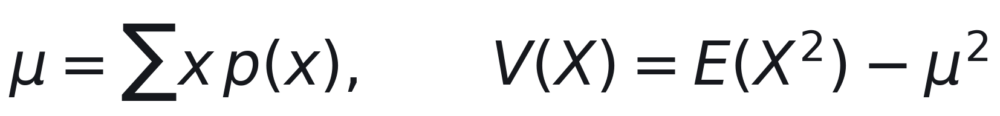 μ = ∑x p(x), V(X) = E(X²) − μ²